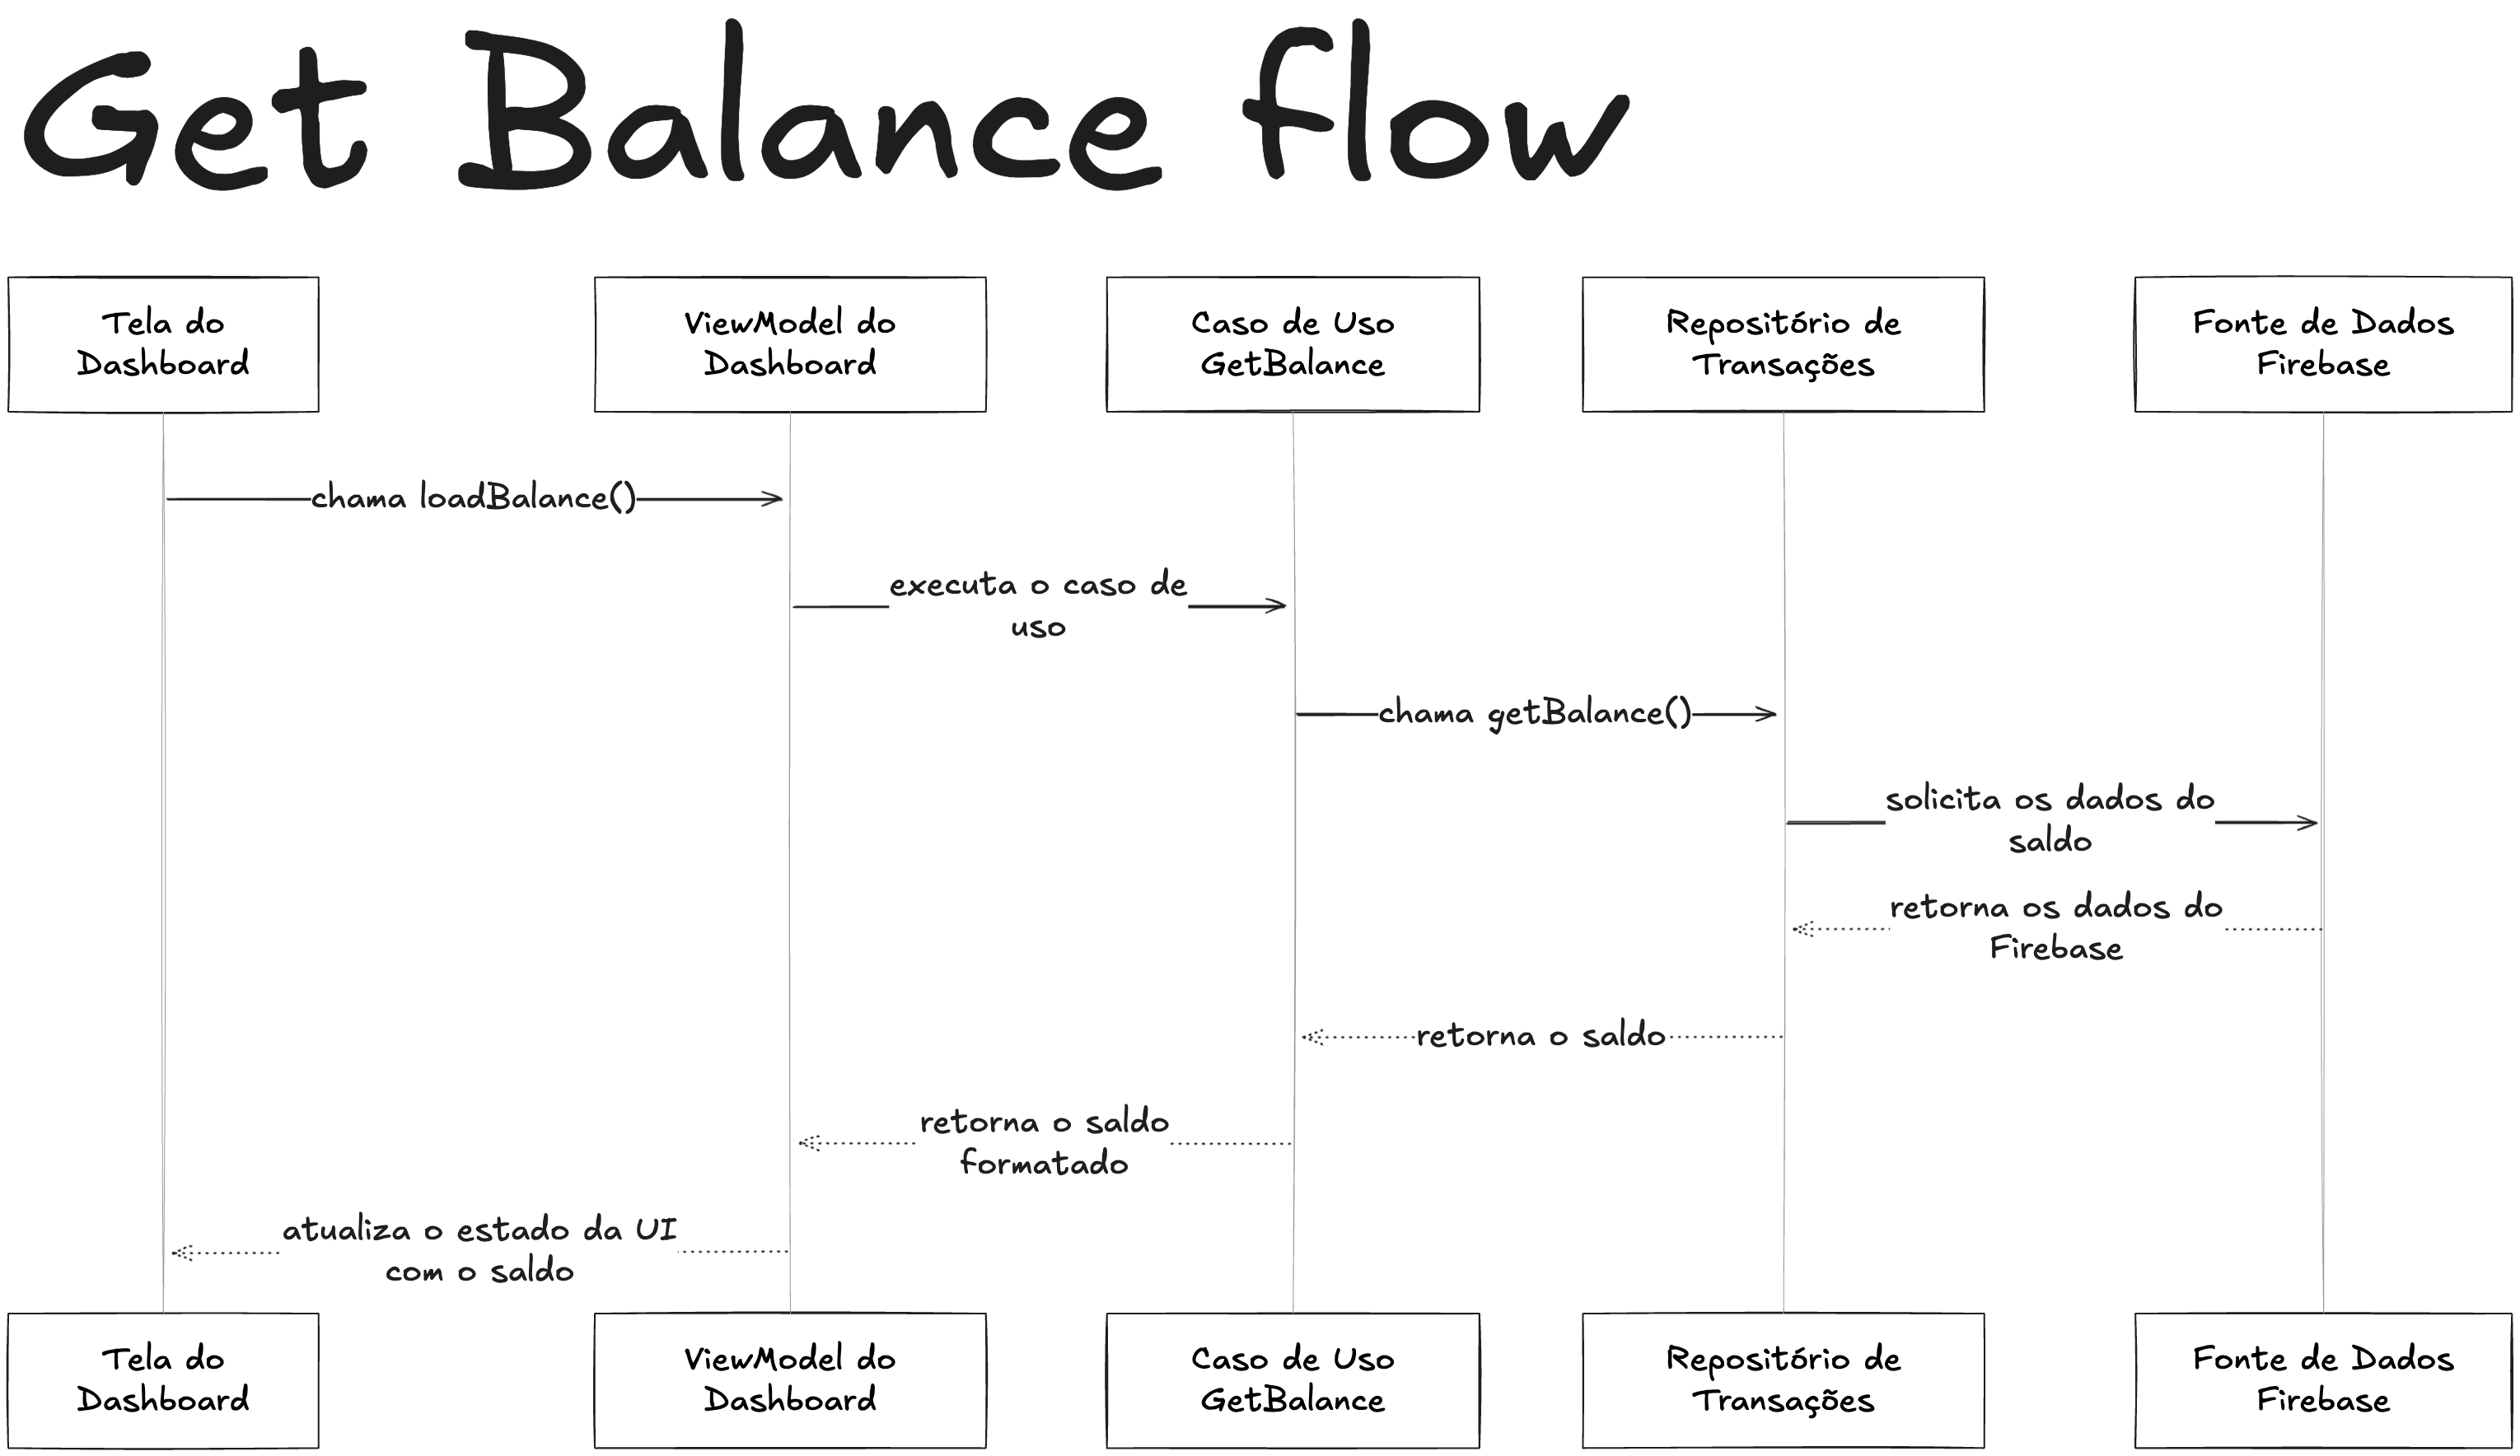 Get Balance flow
Tela do
Dashboard
ViewModel do
Dashboard
Caso de Uso
GetBalance
Repositório de
Transações
Fonte de Dados
Firebase
chama loadBalance()
executa o caso de
uso
chama getBalance()
solicita os dados do
saldo
retorna os dados do
Firebase
retorna o saldo
retorna o saldo
formatado
atualiza o estado da UI
com o saldo
Tela do
Dashboard
ViewModel do
Dashboard
Caso de Uso
GetBalance
Repositório de
Transações
Fonte de Dados
Firebase